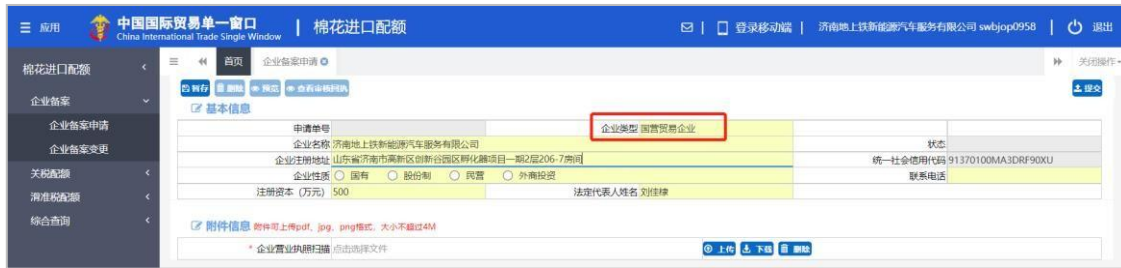 应用 中国国际贸易单一窗口 | 棉花进口配额 登录移动端 | 济南地上铁新能源汽车服务有限公司 swbjop0958 | 退出
China International Trade Single Window
棉花进口配额 首页 企业备案申请 关闭操作
企业备案 暂存 删除 预览 查看审核回执 提交
基本信息
企业备案申请 申请单号 企业类型 国营贸易企业
企业名称 济南地上铁新能源汽车服务有限公司 状态
企业备案变更 企业注册地址 山东省济南市高新区创新谷园区孵化器项目一期2层206-7房间 统一社会信用代码 91370100MA3DRF90XU
关税配额 企业性质 国有 股份制 民营 外商投资 联系电话
滑准税配额 注册资本（万元） 500 法定代表人姓名 刘佳棣
综合查询 附件信息 附件可上传pdf，jpg，png格式，大小不超过4M
* 企业营业执照扫描 点击选择文件 上传 下载 删除